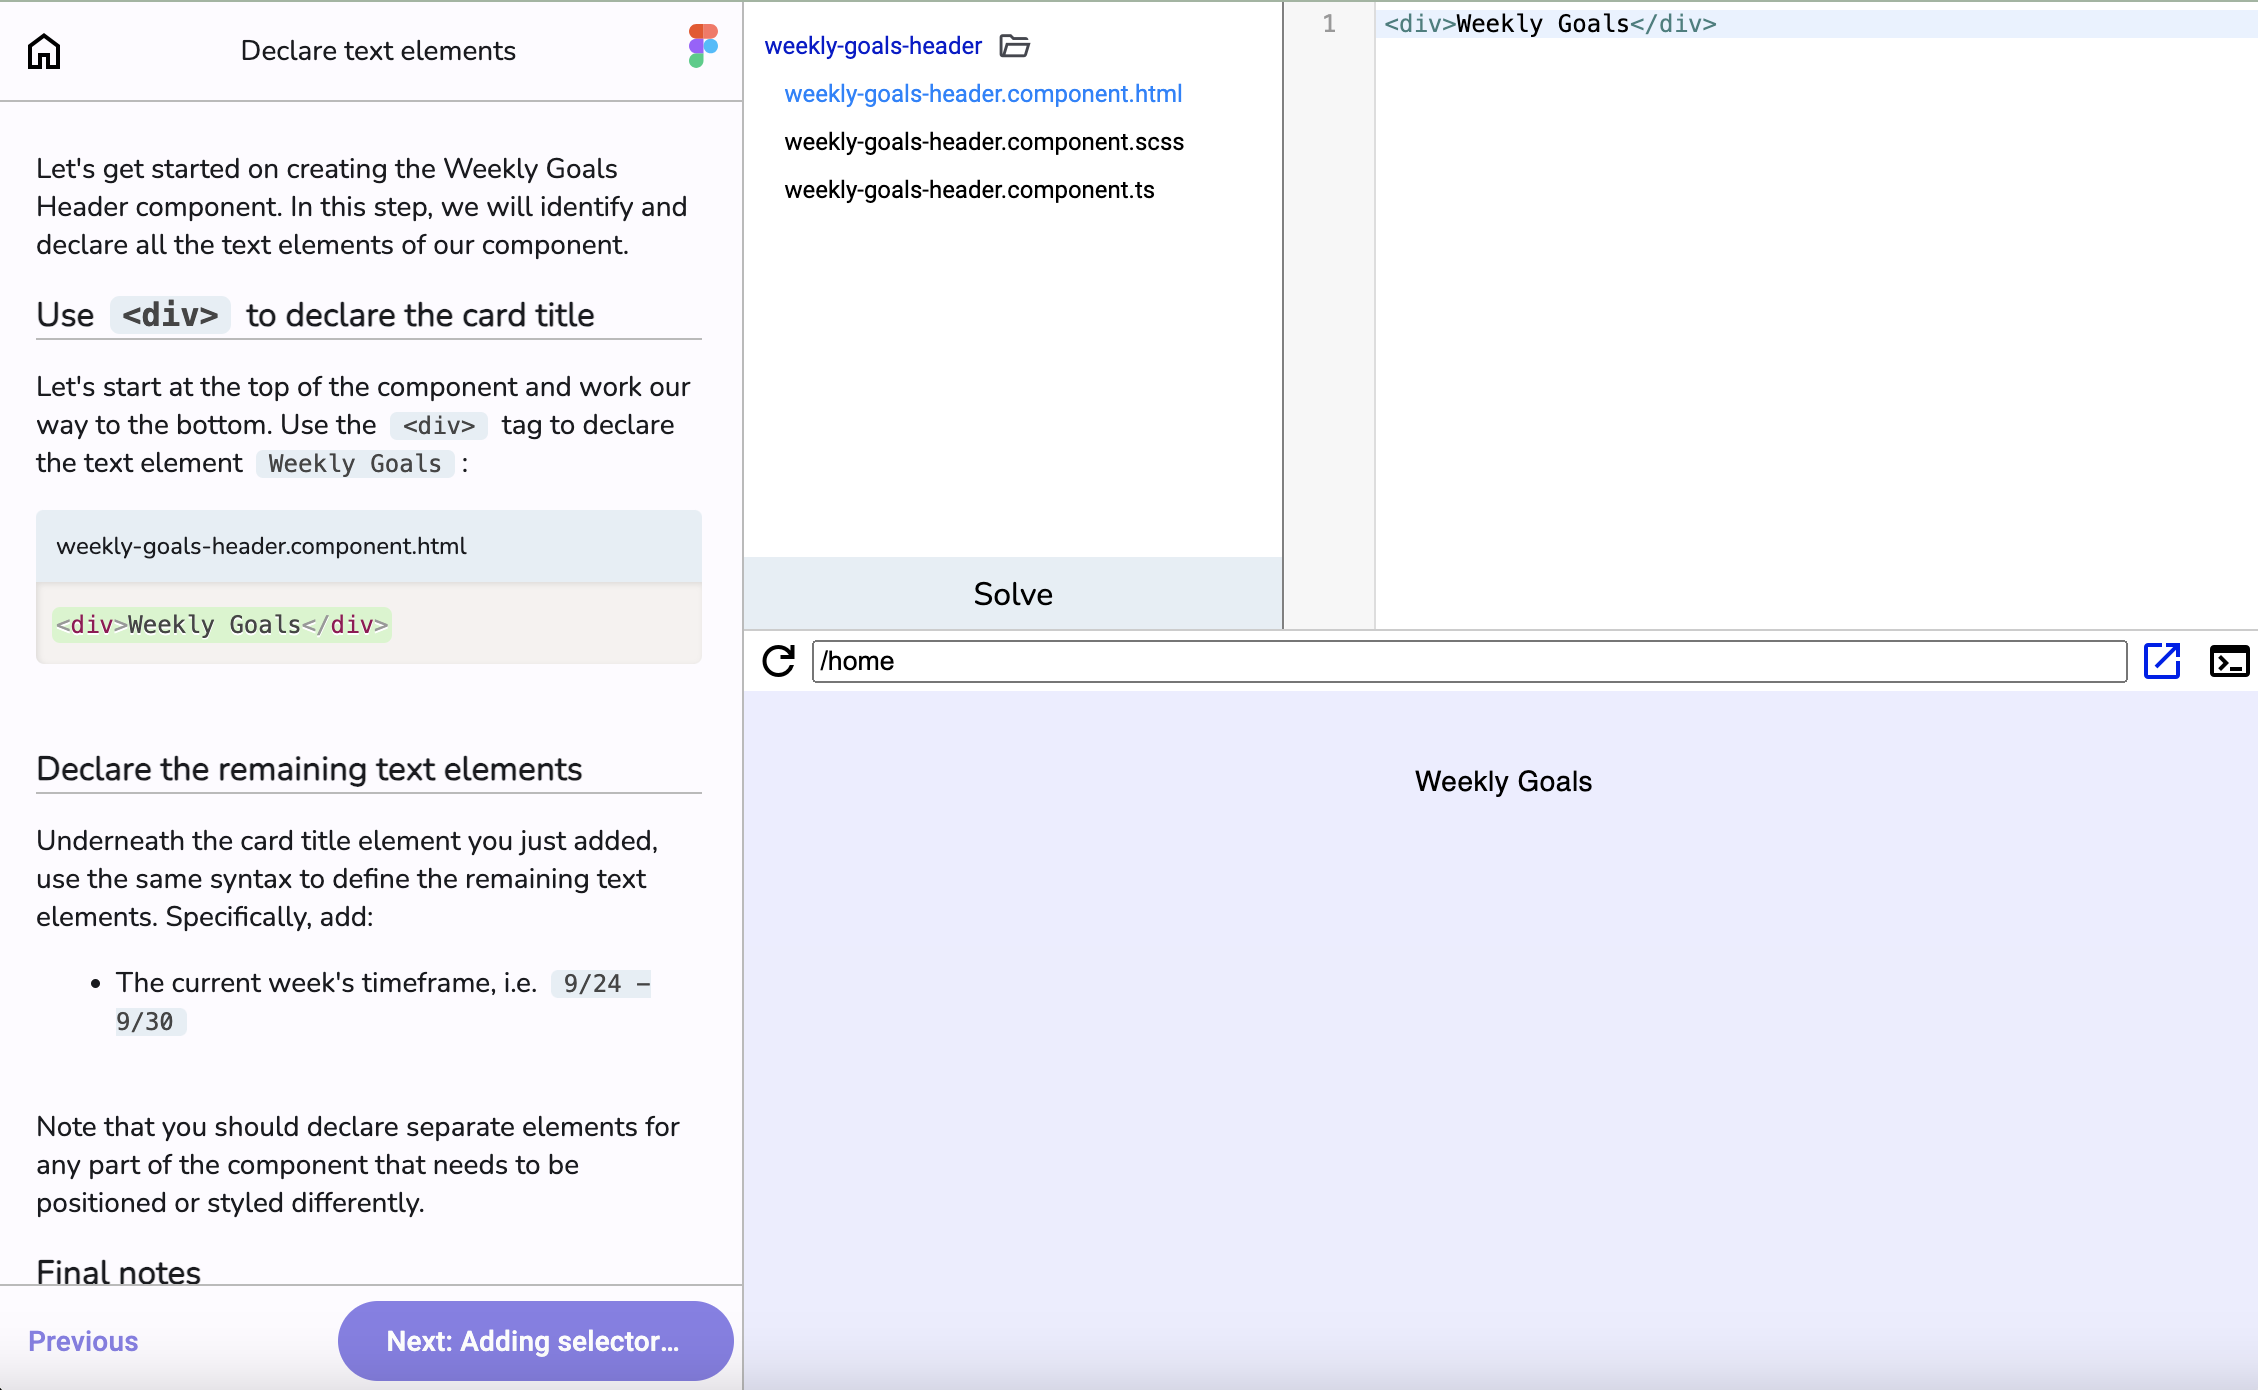 Declare text elements
Let's get started on creating the Weekly Goals
Header component. In this step, we will identify and
declare all the text elements of our component.
Use <div> to declare the card title
Let's start at the top of the component and work our
way to the bottom. Use the <div> tag to declare
the text element Weekly Goals :
weekly-goals-header.component.html
<div>Weekly Goals</div>
Declare the remaining text elements
Underneath the card title element you just added,
use the same syntax to define the remaining text
elements. Specifically, add:
• The current week's timeframe, i.e. 9/24 –
9/30
Note that you should declare separate elements for
any part of the component that needs to be
positioned or styled differently.
Final notes
Previous
Next: Adding selector...
weekly-goals-header
weekly-goals-header.component.html
weekly-goals-header.component.scss
weekly-goals-header.component.ts
Solve
1 <div>Weekly Goals</div>
/home
Weekly Goals